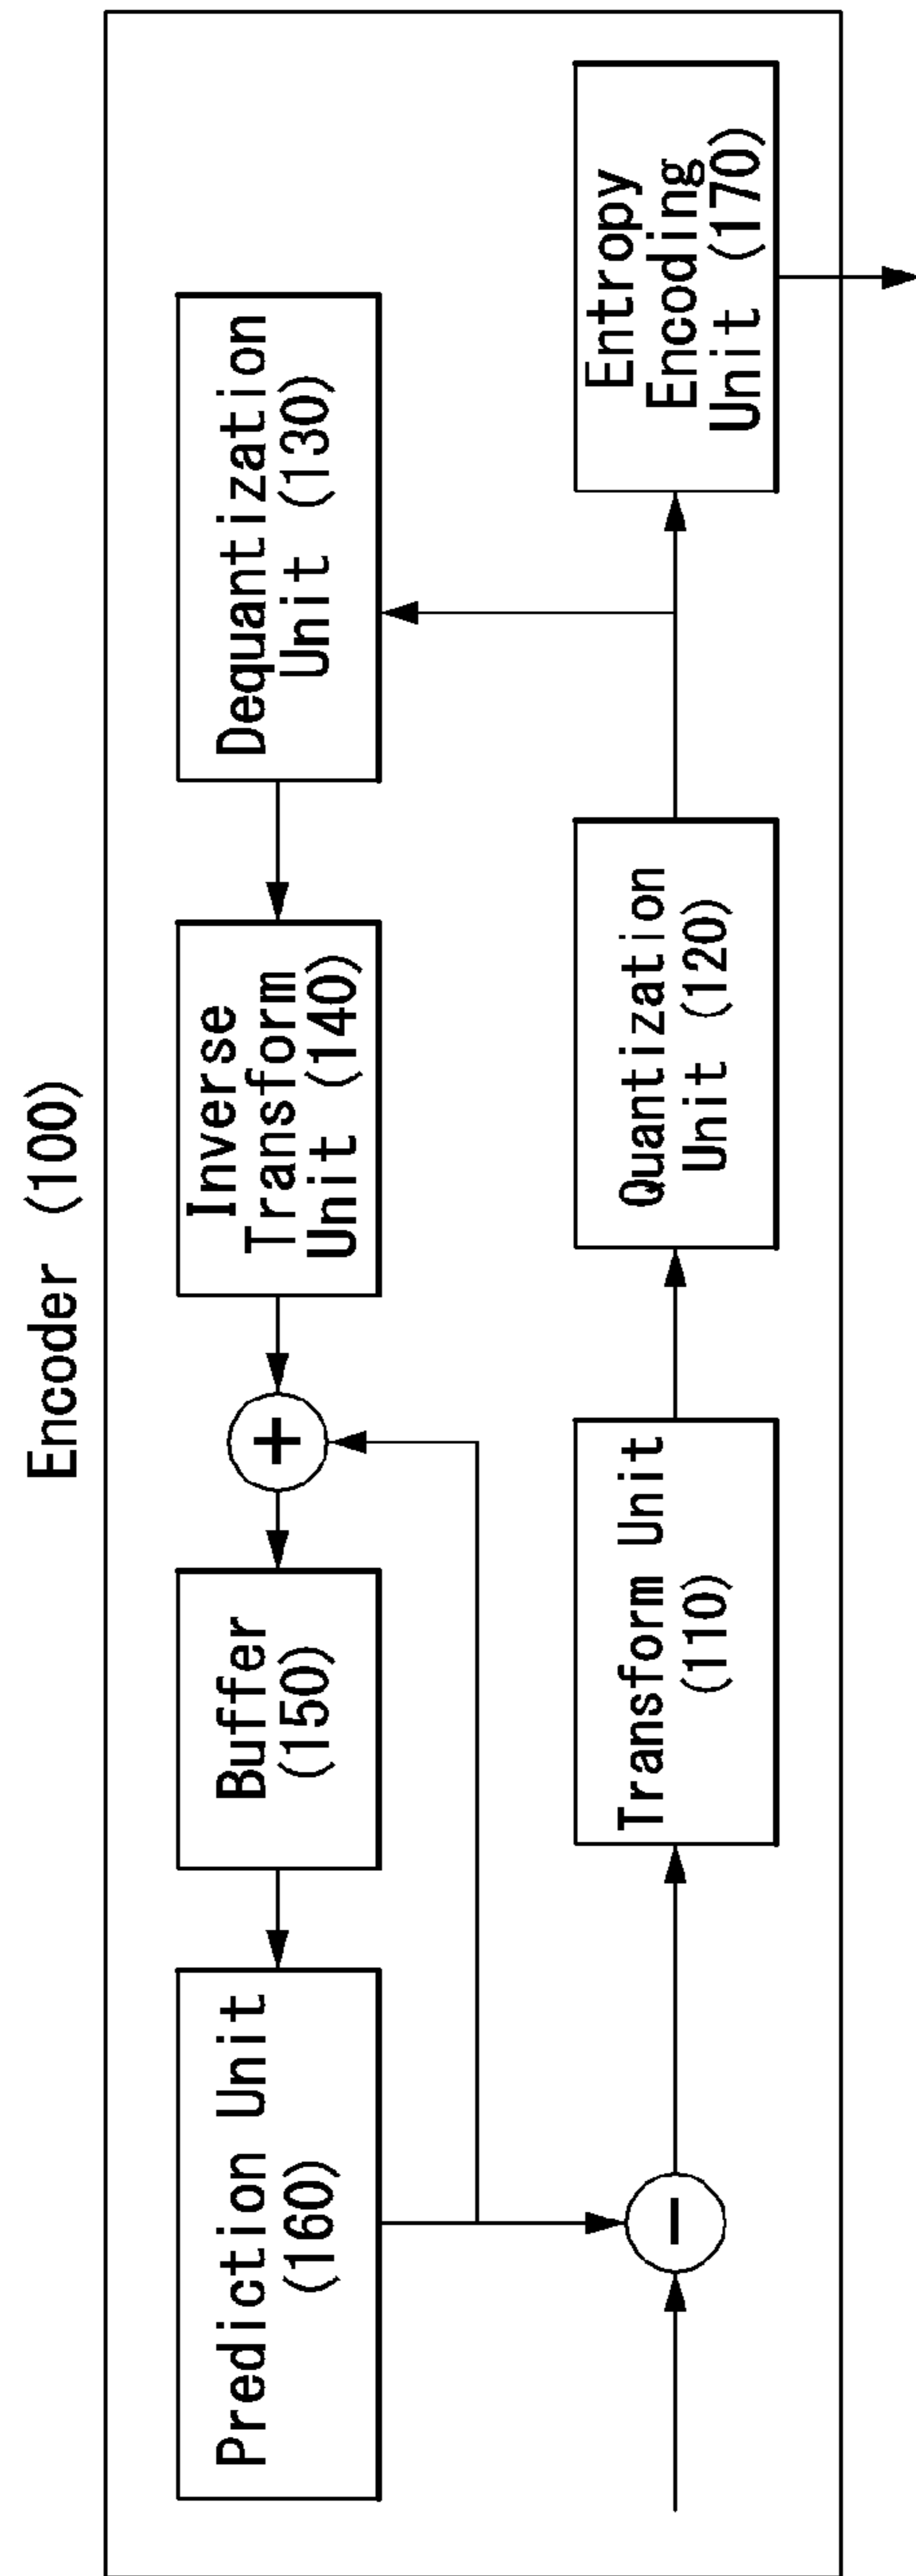 Encoder (100)
Prediction Unit
(160)
Buffer
(150)
+
Inverse
Transform
Unit (140)
Dequantization
Unit (130)
-
Transform Unit
(110)
Quantization
Unit (120)
Entropy
Encoding
Unit (170)